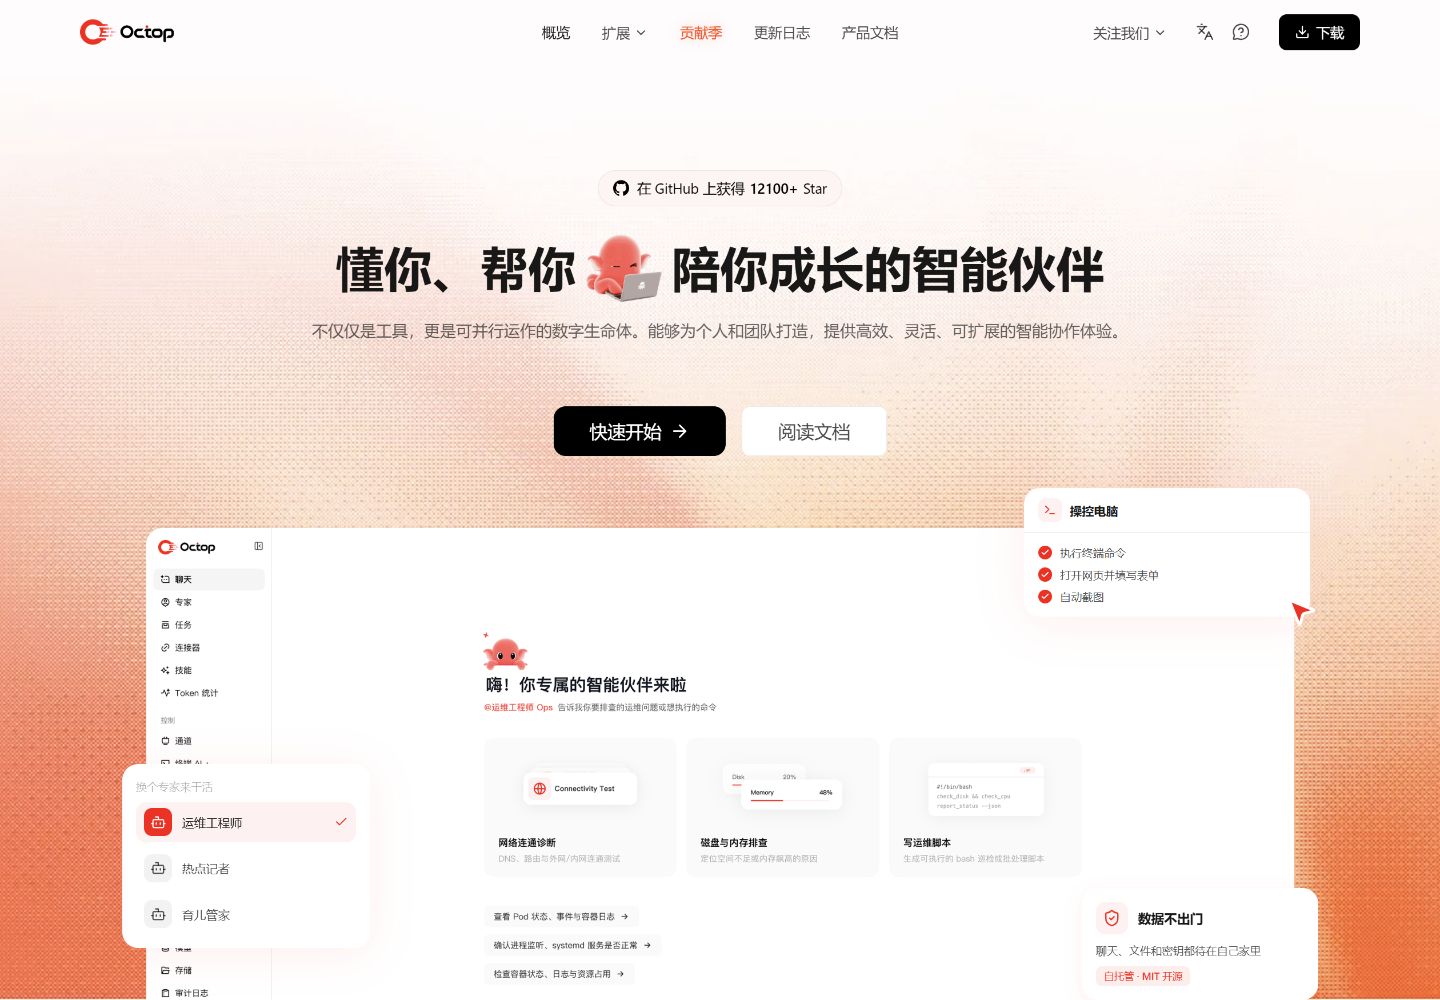 Octop
概览 扩展 贡献季 更新日志 产品文档
关注我们 下载
在 GitHub 上获得 12100+ Star
懂你、帮你 陪你成长的智能伙伴
不仅仅是工具，更是可并行运作的数字生命体。能够为个人和团队打造，提供高效、灵活、可扩展的智能协作体验。
快速开始 阅读文档
操控电脑
执行终端命令
打开网页并填写表单
自动截图
Octop
聊天
专家
任务
连接器
技能
Token 统计
控制
通道
换个专家来干活
运维工程师
热点记者
育儿管家
存储
审计日志
嗨！你专属的智能伙伴来啦
@运维工程师 Ops 告诉我你要排查的运维问题或想执行的命令
Connectivity Test
网络连通诊断
DNS、路由与外网/内网连通测试
Disk 20%
Memory 48%
磁盘与内存排查
定位空间不足或内存飙高的原因
#!/bin/bash
check_disk && check_cpu
report_status --json
写运维脚本
生成可执行的 bash 巡检或批处理脚本
查看 Pod 状态、事件与容器日志
确认进程监听、systemd 服务是否正常
检查容器状态、日志与资源占用
数据不出门
聊天、文件和密钥都待在自己家里
自托管 · MIT 开源